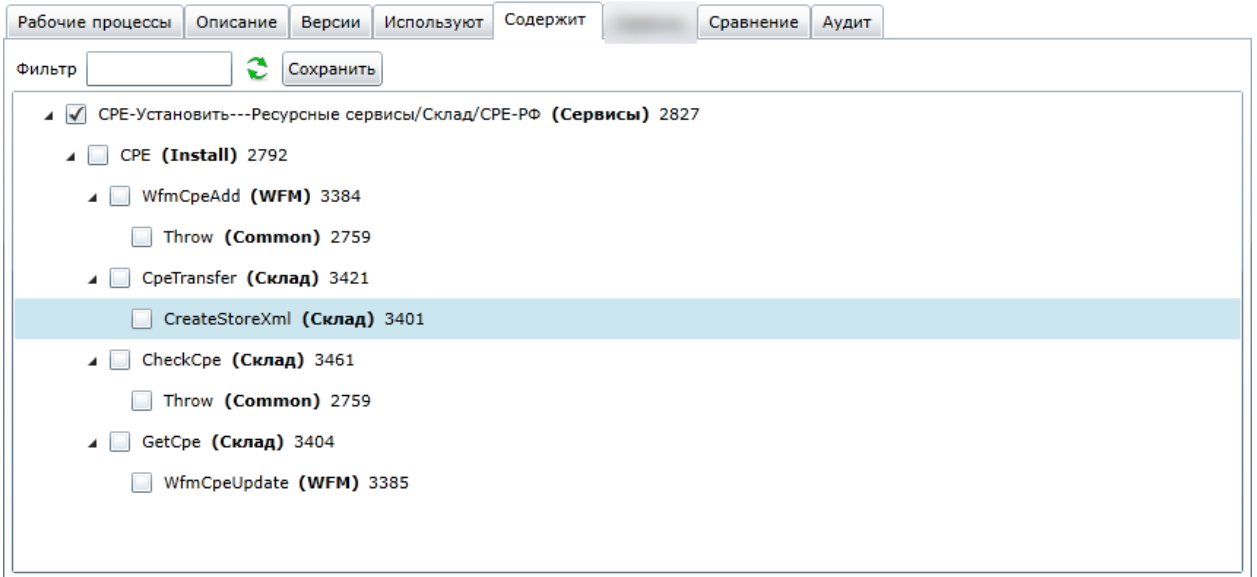 Рабочие процессы Описание Версии Используют Содержит Сравнение Аудит
Фильтр Сохранить
CPE-Установить---Ресурсные сервисы/Склад/CPE-РФ (Сервисы) 2827
CPE (Install) 2792
WfmCpeAdd (WFM) 3384
Throw (Common) 2759
CpeTransfer (Склад) 3421
CreateStoreXml (Склад) 3401
CheckCpe (Склад) 3461
Throw (Common) 2759
GetCpe (Склад) 3404
WfmCpeUpdate (WFM) 3385